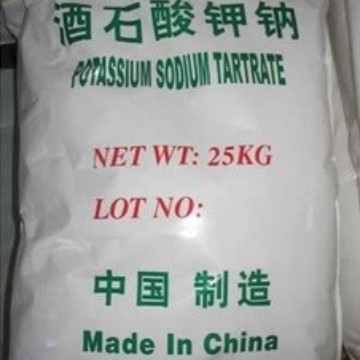 酒石酸钾钠
POTASSIUM SODIUM TARTRATE
NET WT: 25KG
LOT NO:
中国 制造
Made In China